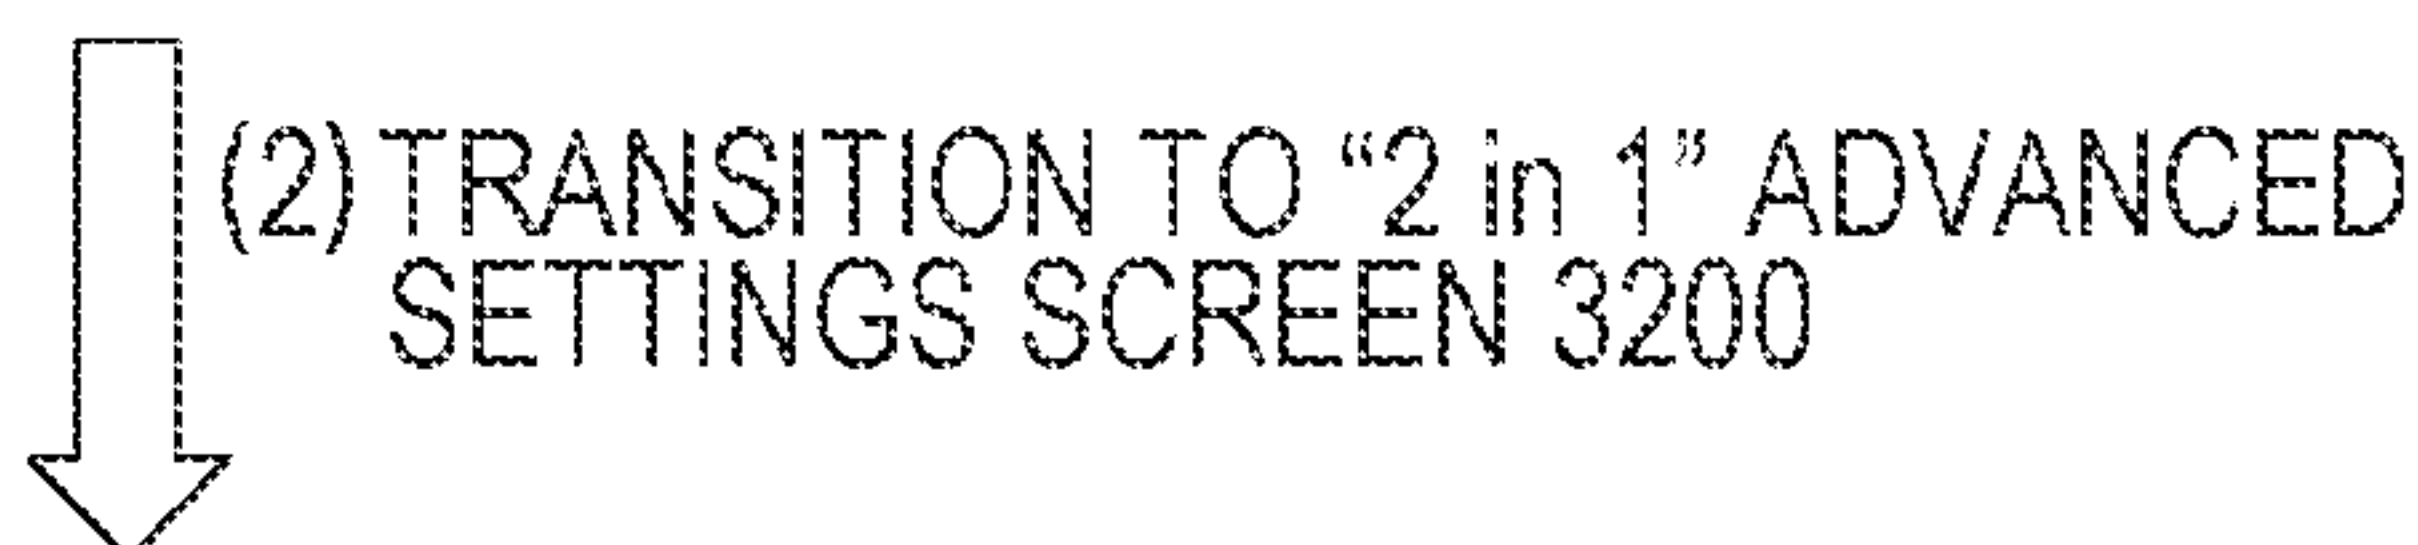 (2) TRANSITION TO “2 in 1” ADVANCED
SETTINGS SCREEN 3200